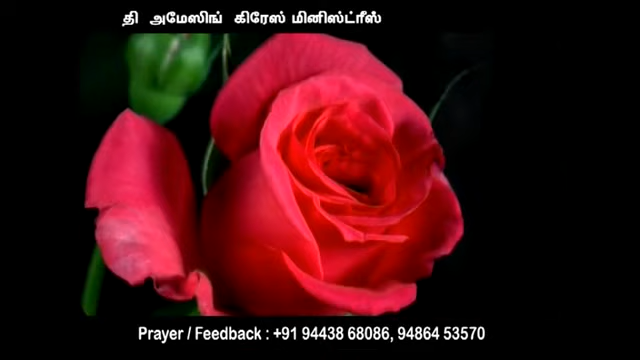 தி அமேஸிங் கிரேஸ் மினிஸ்ட்ரீஸ்
Prayer / Feedback : +91 94438 68086, 94864 53570